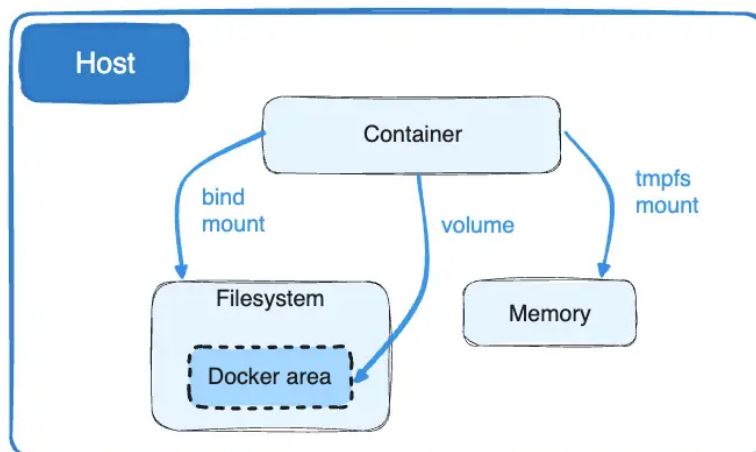 Host
Container
bind
mount
volume
tmpfs
mount
Filesystem
Memory
Docker area